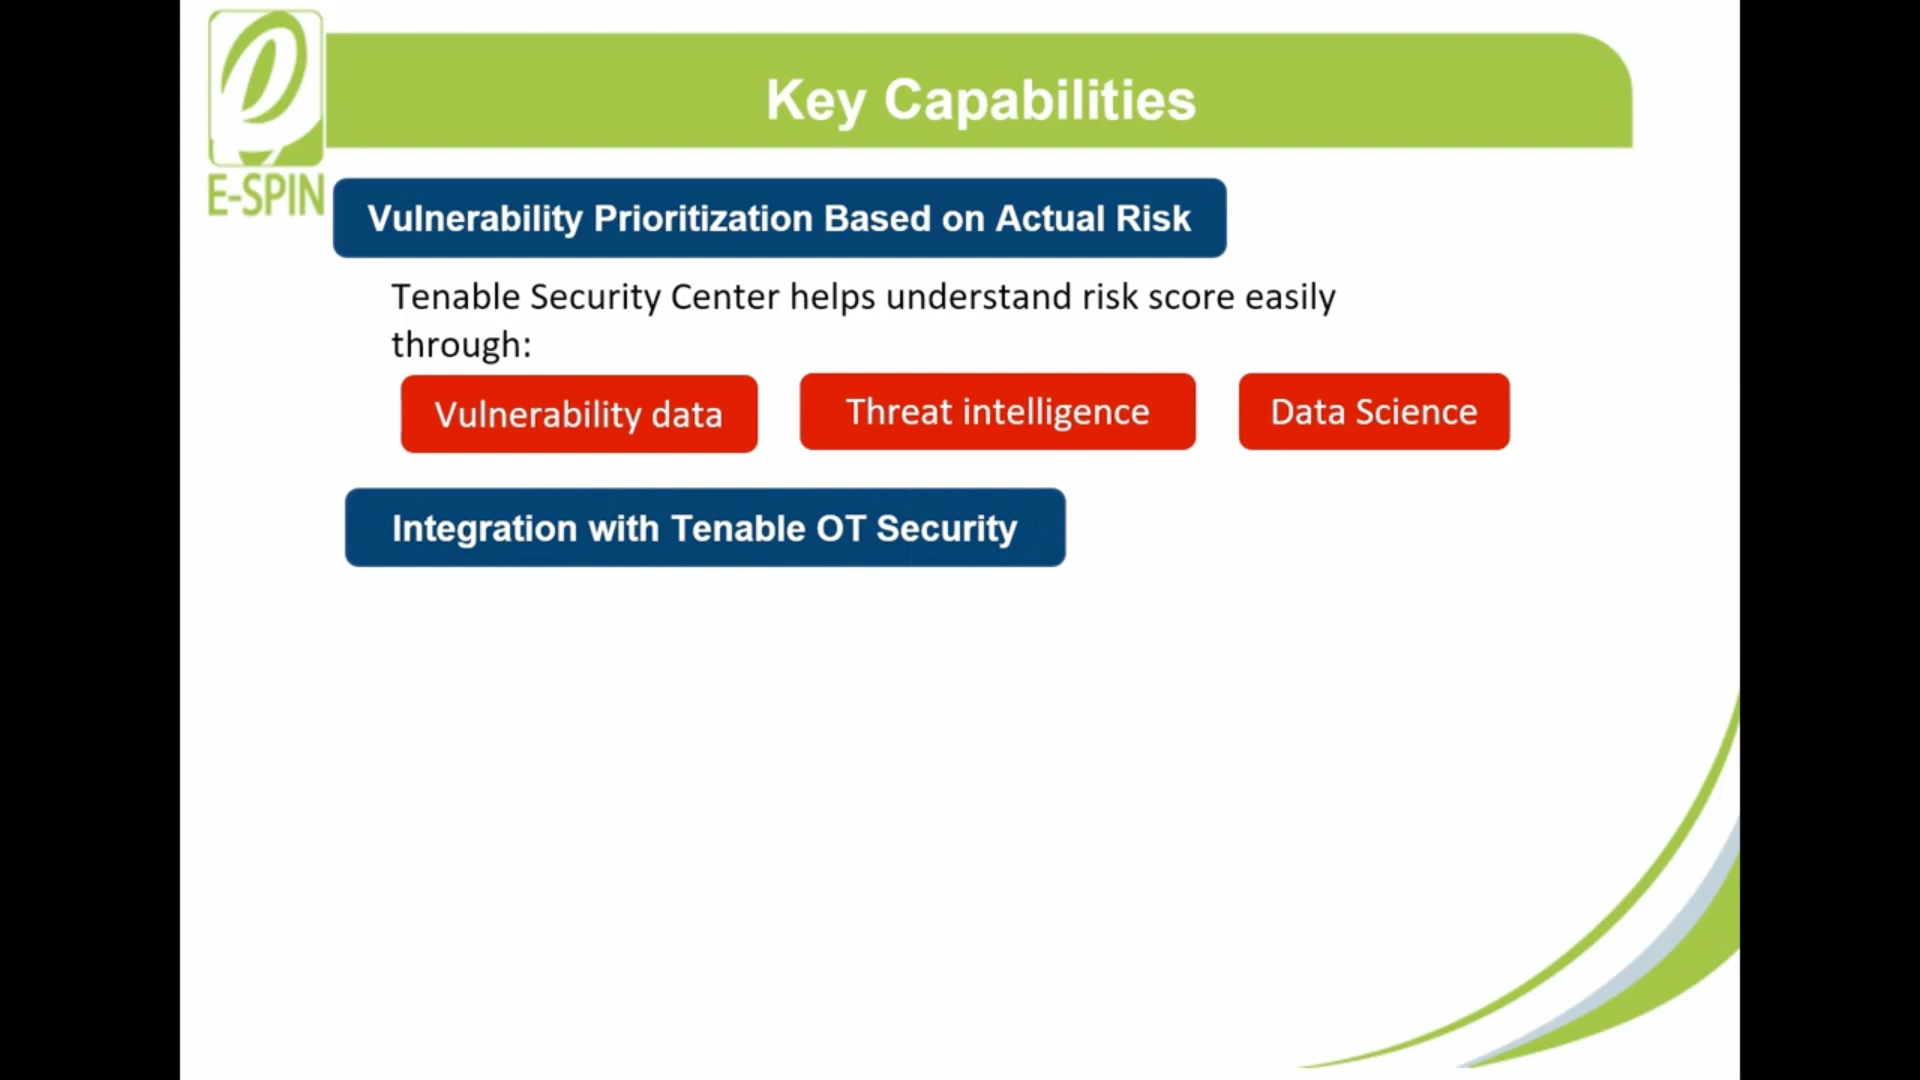 Key Capabilities
E-SPIN
Vulnerability Prioritization Based on Actual Risk
Tenable Security Center helps understand risk score easily
through:
Vulnerability data
Threat intelligence
Data Science
Integration with Tenable OT Security